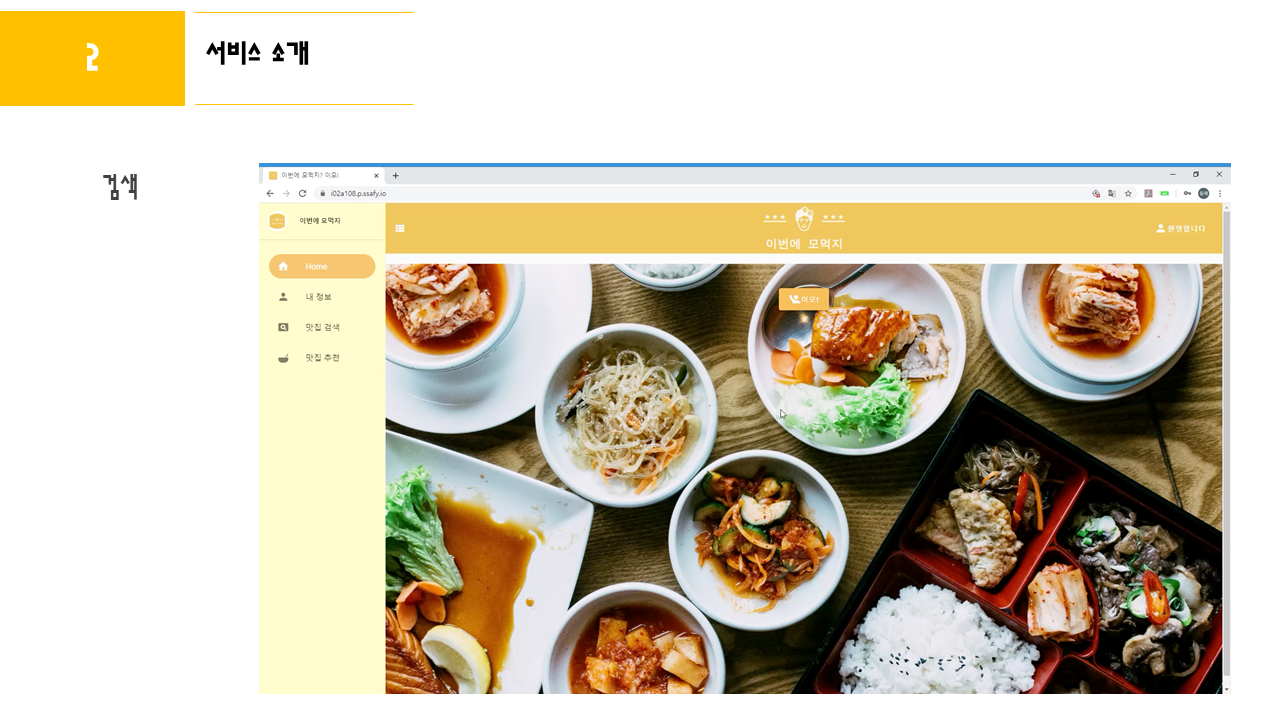 2
서비스 소개
검색
이번에 모먹지? 이모!
i02a108.p.ssafy.io
이번에 모먹지
Home
내 정보
맛집 검색
맛집 추천
이번에 모먹지
환영합니다
이모!